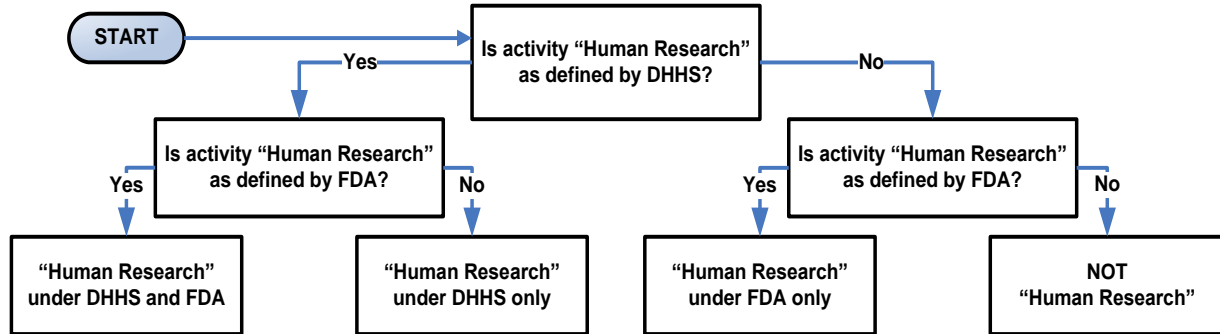 START
Is activity “Human Research”
as defined by DHHS?
Yes
No
Is activity “Human Research”
as defined by FDA?
Is activity “Human Research”
as defined by FDA?
Yes
No
Yes
No
“Human Research”
under DHHS and FDA
“Human Research”
under DHHS only
“Human Research”
under FDA only
NOT
“Human Research”